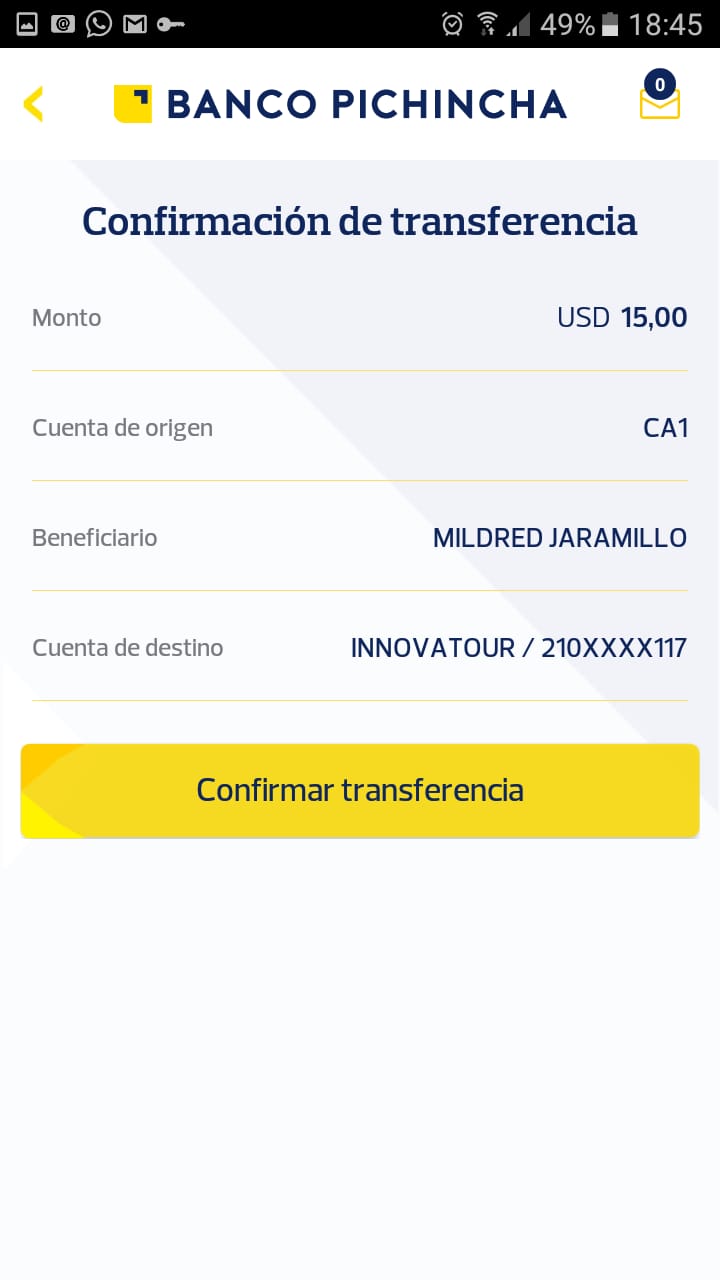 49% 18:45
BANCO PICHINCHA
0
Confirmación de transferencia
Monto USD 15,00
Cuenta de origen CA1
Beneficiario MILDRED JARAMILLO
Cuenta de destino INNOVATOUR / 210XXXX117
Confirmar transferencia